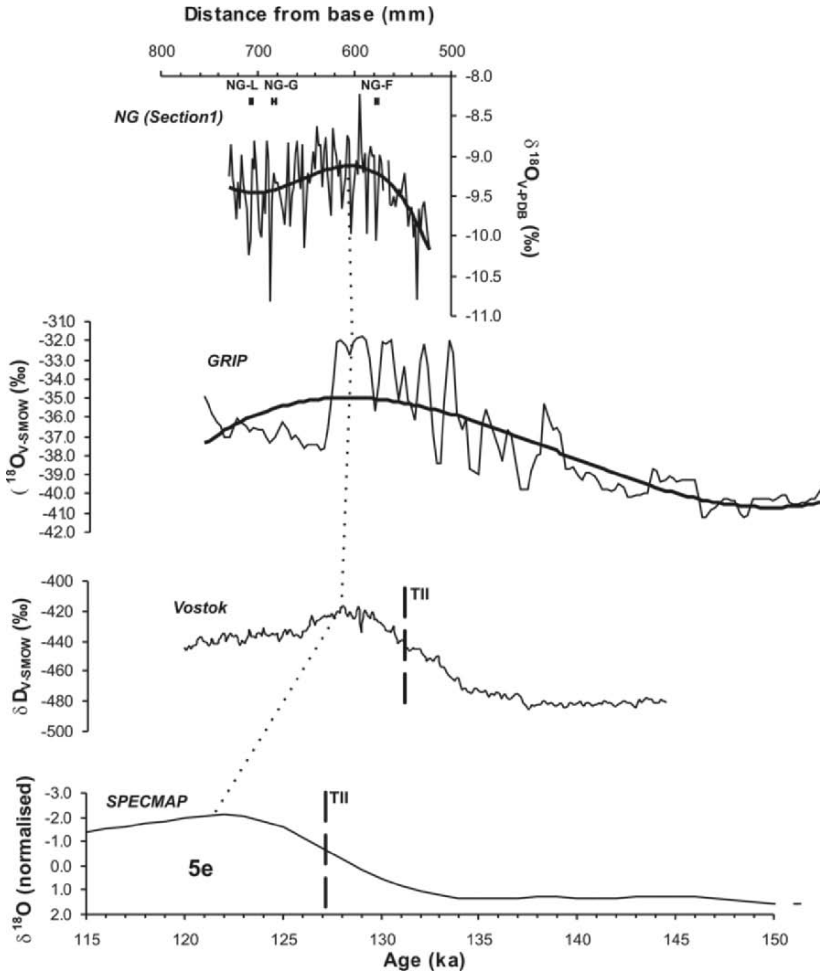 Distance from base (mm)
800 700 600 500
NG-L NG-G NG-F
NG (Section1)
-8.0
-8.5
-9.0
-9.5
-10.0
-10.5
-11.0
δ18OV-PDB (‰)
GRIP
-31.0
-32.0
-33.0
-34.0
-35.0
-36.0
-37.0
-38.0
-39.0
-40.0
-41.0
-42.0
( 18OV-SMOW (‰)
Vostok
TII
-400
-420
-440
-460
-480
-500
δDV-SMOW (‰)
SPECMAP
TII
5e
-3.0
-2.0
-1.0
0.0
1.0
2.0
δ18O (normalised)
115 120 125 130 135 140 145 150
Age (ka)